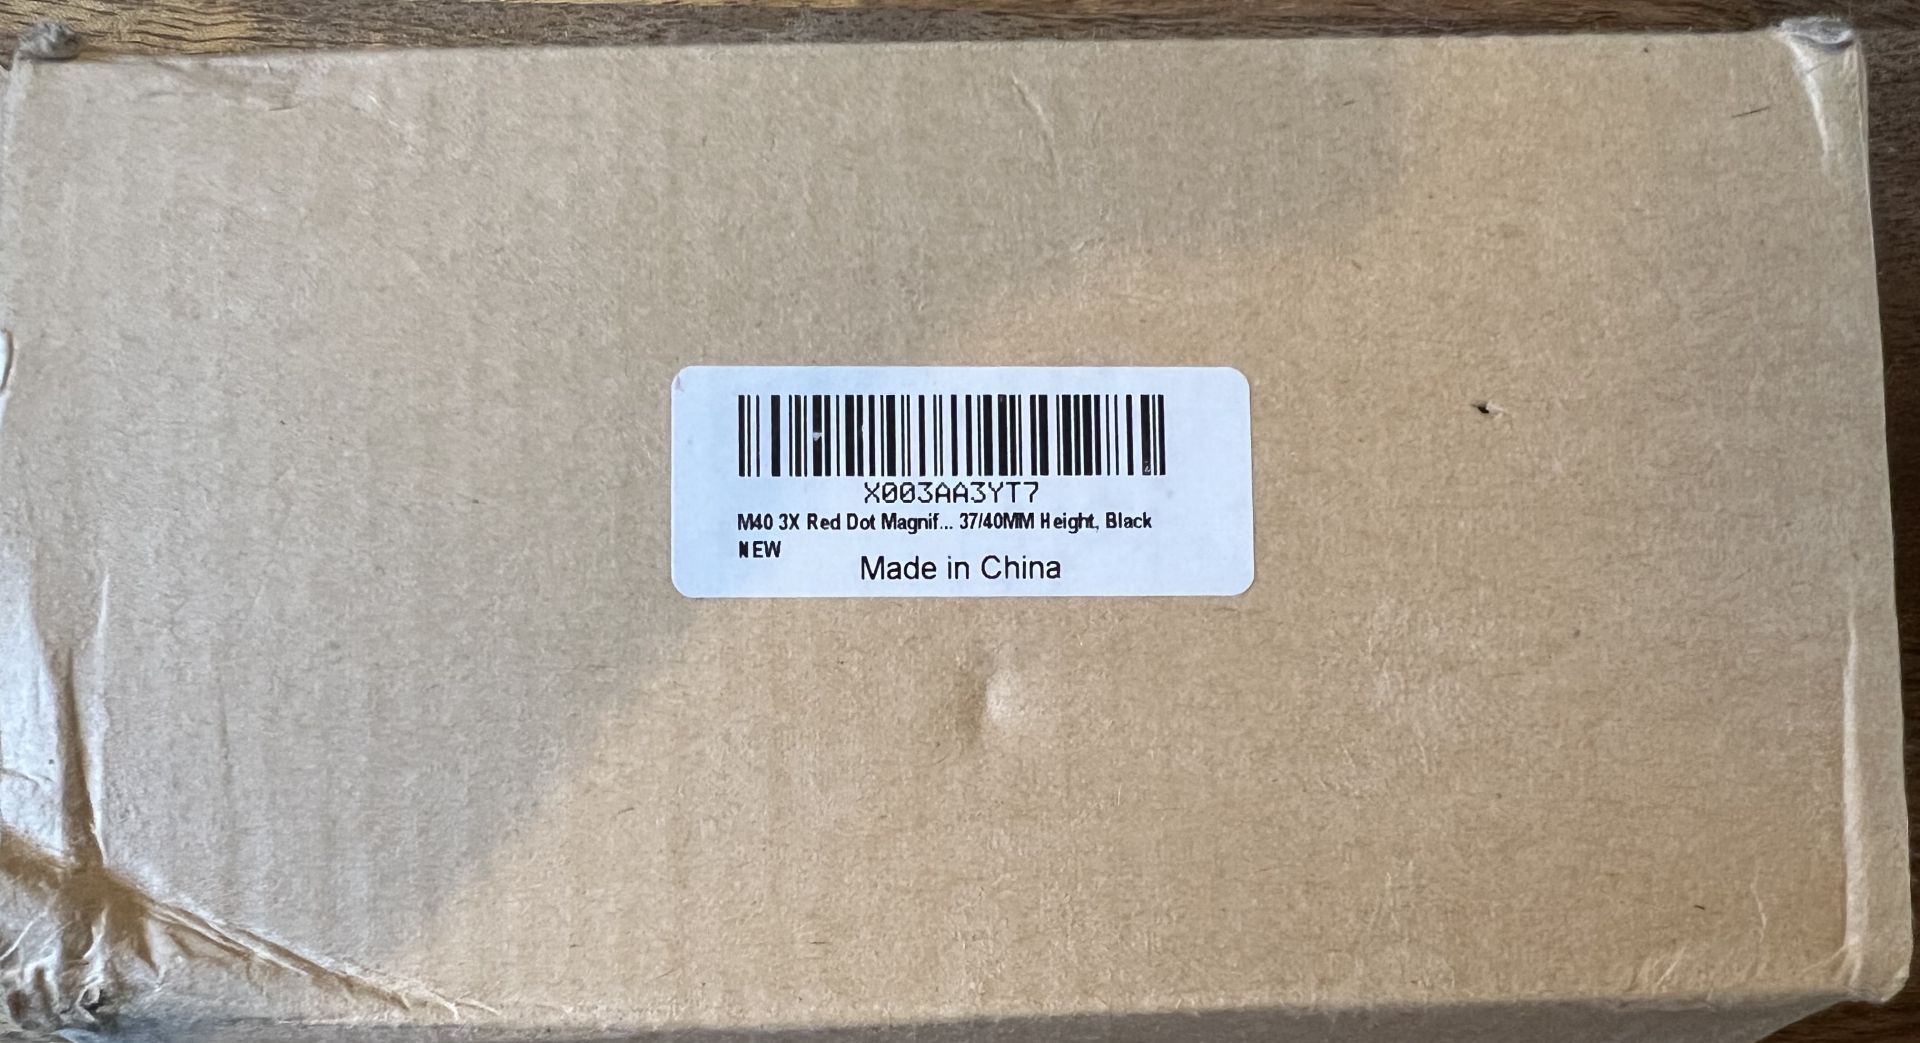 X003AA3YT7
M40 3X Red Dot Magnif... 37/40MM Height, Black
NEW
Made in China